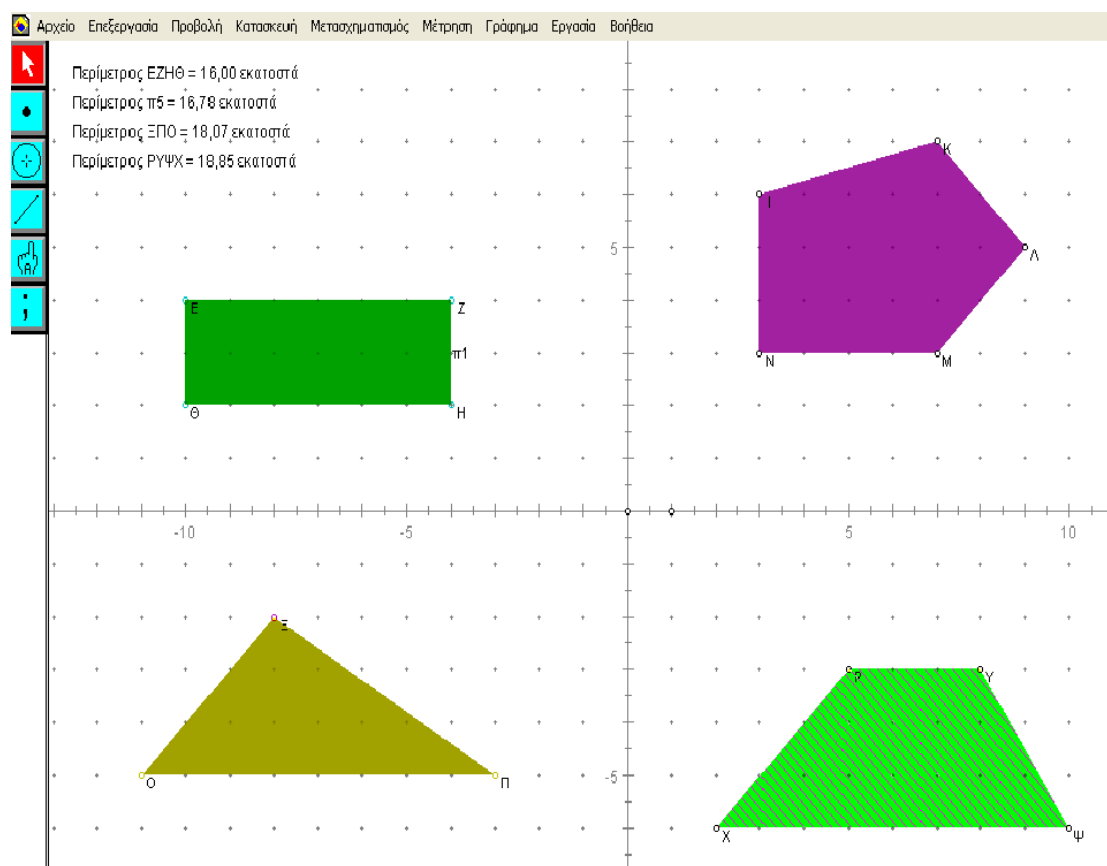 Αρχείο Επεξεργασία Προβολή Κατασκευή Μετασχηματισμός Μέτρηση Γράφημα Εργασία Βοήθεια
Περίμετρος ΕΖΗΘ = 16,00 εκατοστά
Περίμετρος π5 = 16,78 εκατοστά
Περίμετρος ΞΠΟ = 18,07 εκατοστά
Περίμετρος ΡΥΨΧ = 18,85 εκατοστά
Κ
Ι
5
Λ
Ε
Ζ
π1
Ν
Μ
Θ
Η
-10
-5
5
10
Ξ
Ρ
Υ
Ο
Π
-5
Χ
Ψ